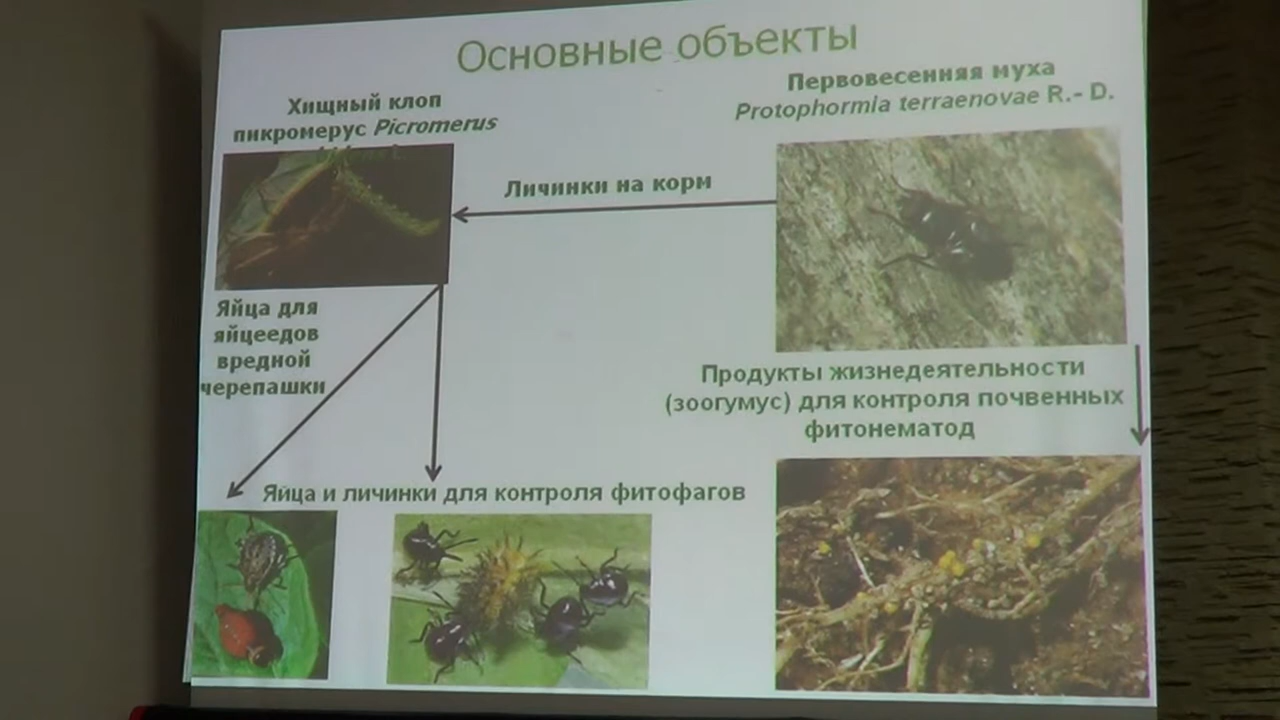 Основные объекты
Хищный клоп
пикромерус Picromerus
Первовесенняя муха
Protophormia terraenovae R.- D.
Личинки на корм
Яйца для
яйцеедов
вредной
черепашки
Продукты жизнедеятельности
(зоогумус) для контроля почвенных
фитонематод
Яйца и личинки для контроля фитофагов